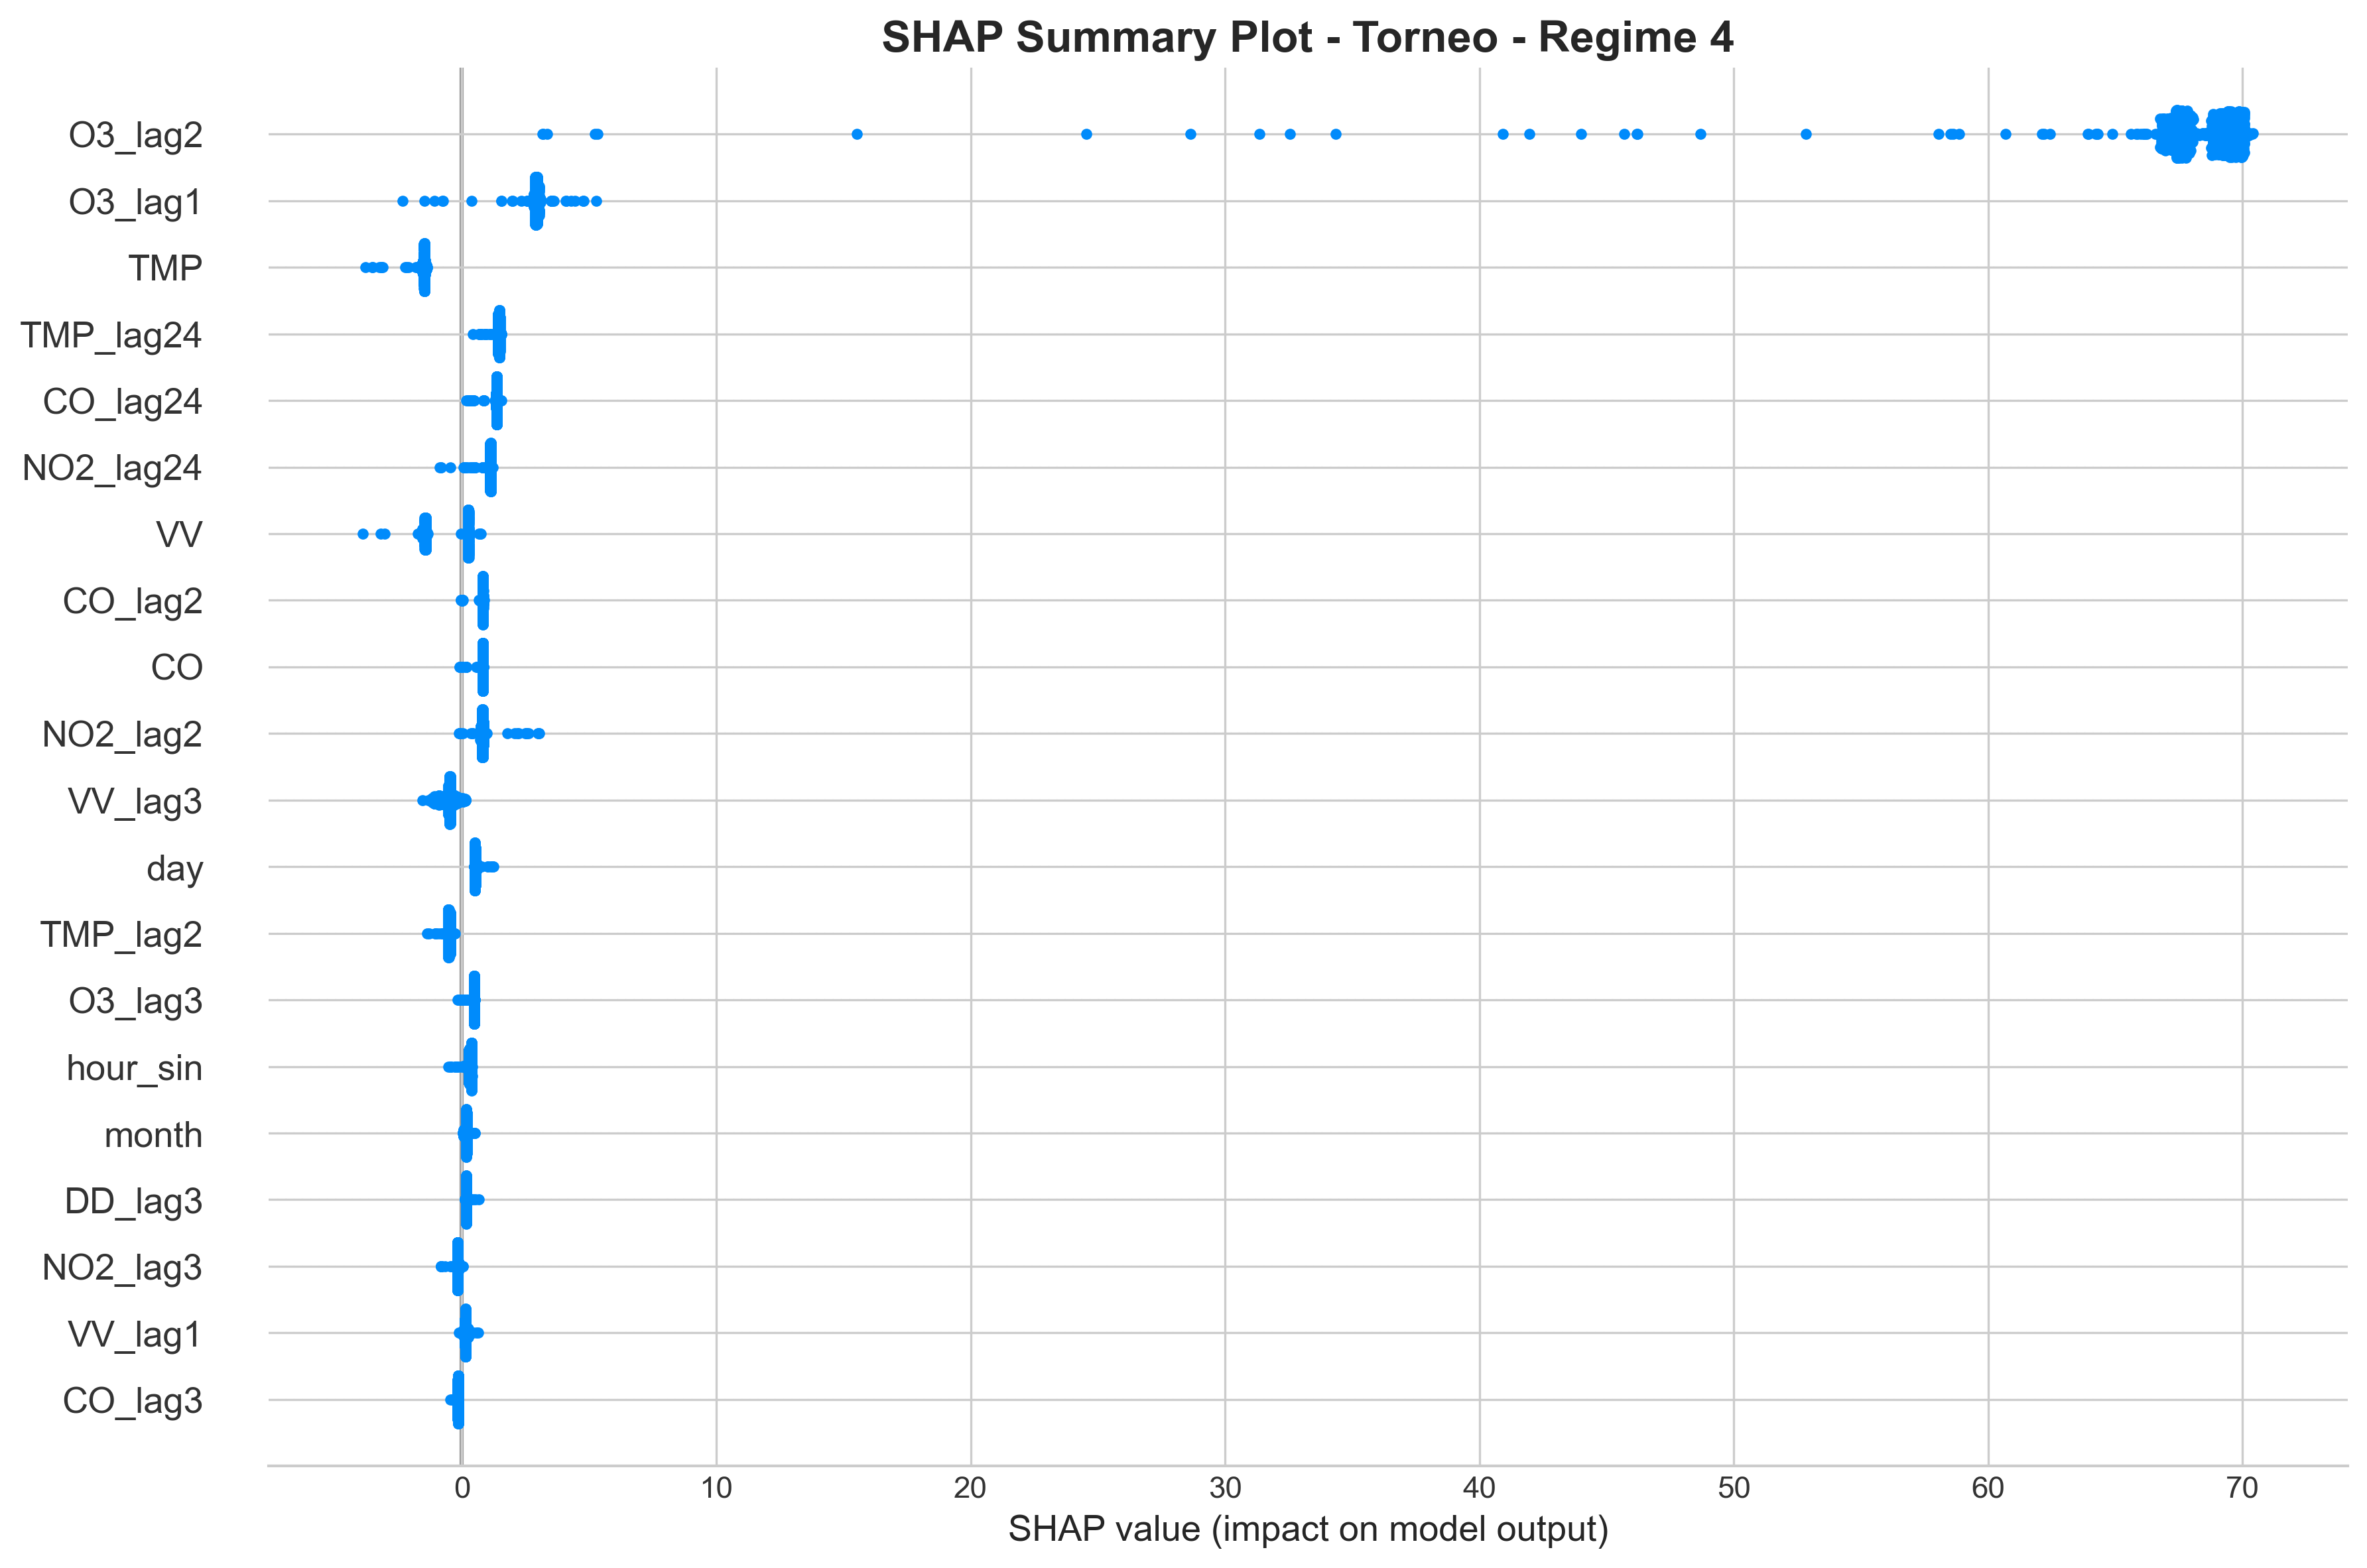 SHAP Summary Plot - Torneo - Regime 4
O3_lag2
O3_lag1
TMP
TMP_lag24
CO_lag24
NO2_lag24
VV
CO_lag2
CO
NO2_lag2
VV_lag3
day
TMP_lag2
O3_lag3
hour_sin
month
DD_lag3
NO2_lag3
VV_lag1
CO_lag3
0 10 20 30 40 50 60 70
SHAP value (impact on model output)